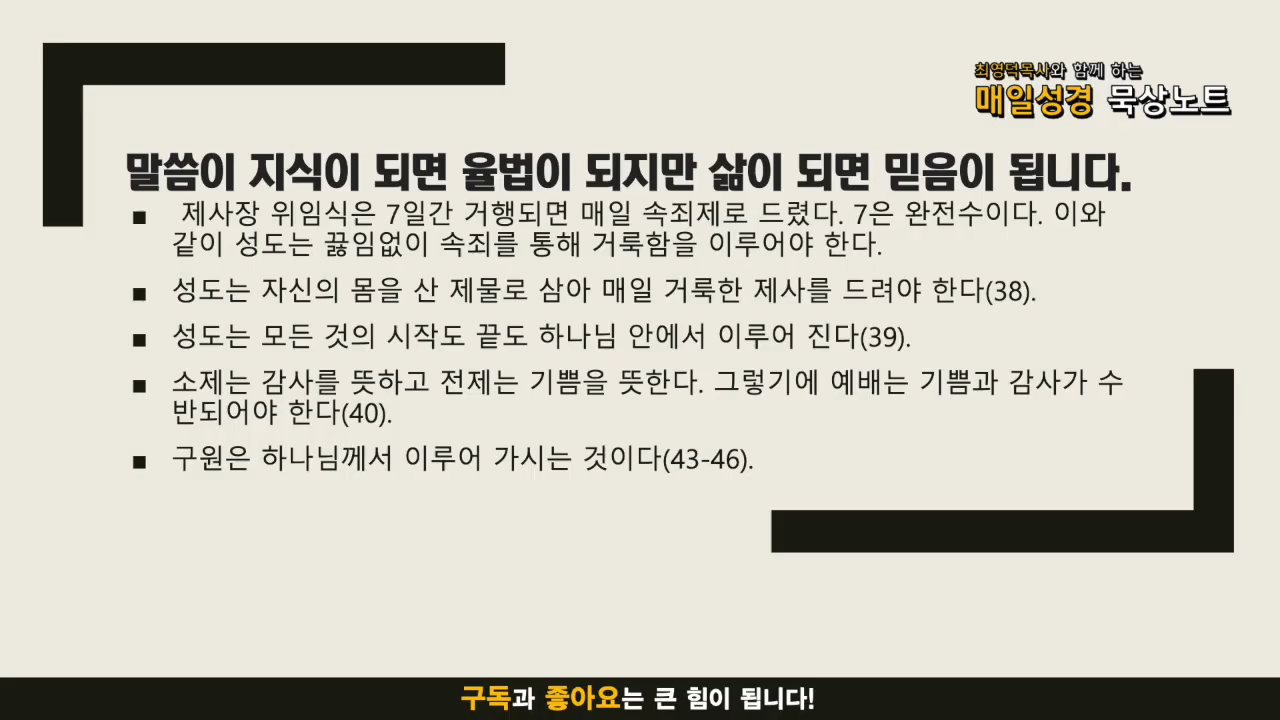 최영덕목사와 함께 하는
매일성경 묵상노트
말씀이 지식이 되면 율법이 되지만 삶이 되면 믿음이 됩니다.
■ 제사장 위임식은 7일간 거행되면 매일 속죄제로 드렸다. 7은 완전수이다. 이와
같이 성도는 끓임없이 속죄를 통해 거룩함을 이루어야 한다.
■ 성도는 자신의 몸을 산 제물로 삼아 매일 거룩한 제사를 드려야 한다(38).
■ 성도는 모든 것의 시작도 끝도 하나님 안에서 이루어 진다(39).
■ 소제는 감사를 뜻하고 전제는 기쁨을 뜻한다. 그렇기에 예배는 기쁨과 감사가 수
반되어야 한다(40).
■ 구원은 하나님께서 이루어 가시는 것이다(43-46).
구독과 좋아요는 큰 힘이 됩니다!